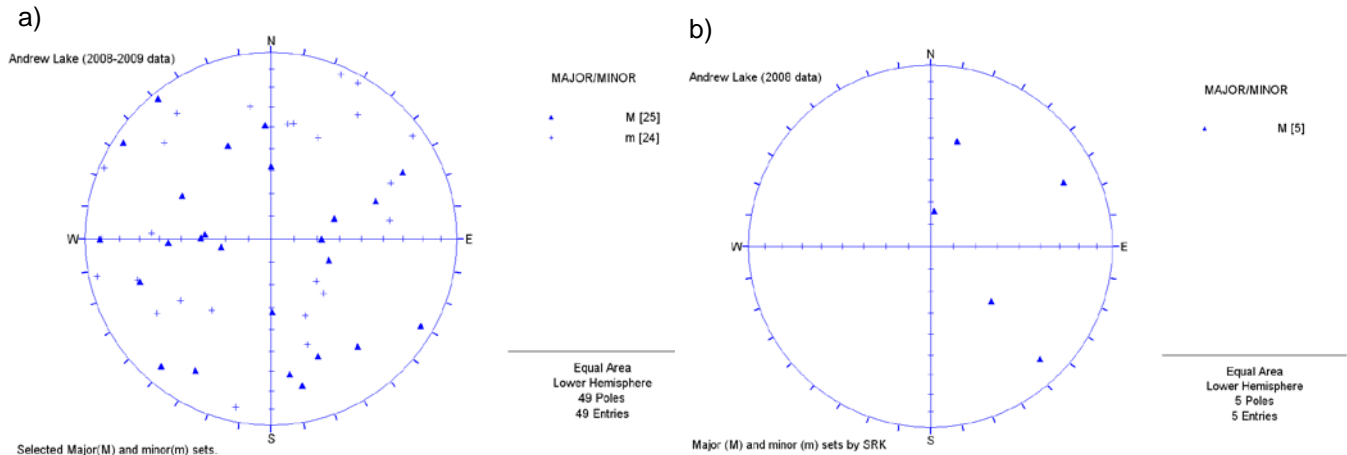 a)
Andrew Lake (2008-2009 data)
N
W
E
S
MAJOR/MINOR
M [25]
m [24]
Equal Area
Lower Hemisphere
49 Poles
49 Entries
Selected Major(M) and minor(m) sets.
b)
Andrew Lake (2008 data)
N
W
E
S
MAJOR/MINOR
M [5]
Equal Area
Lower Hemisphere
5 Poles
5 Entries
Major (M) and minor (m) sets by SRK